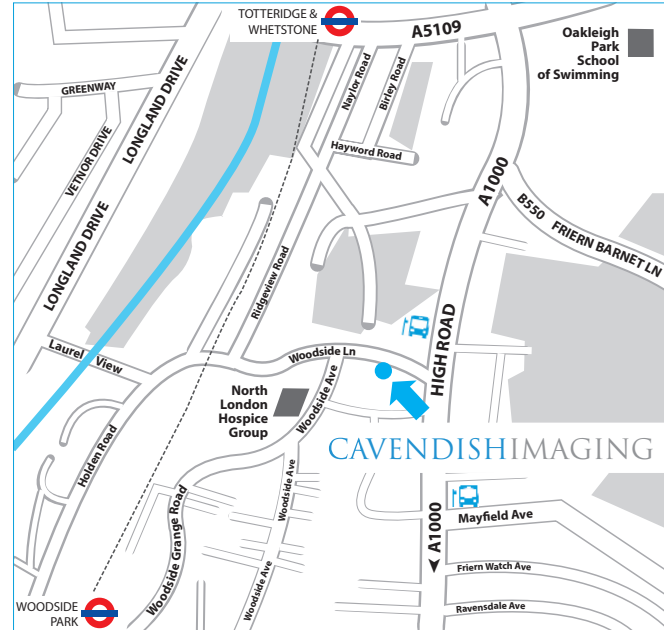 TOTTERIDGE &
WHETSTONE
A5109
Oakleigh
Park
School
of Swimming
GREENWAY
LONGLAND DRIVE
Naylor Road
Birley Road
VETNOR DRIVE
Hayword Road
A1000
B550 FRIERN BARNET LN
LONGLAND DRIVE
Ridgeview Road
HIGH ROAD
Laurel View
Woodside Ln
North
London
Hospice
Group
Woodside Ave
CAVENDISHIMAGING
Holden Road
Woodside Ave
Woodside Grange Road
A1000
Mayfield Ave
Friern Watch Ave
Woodside Ave
Ravensdale Ave
WOODSIDE
PARK